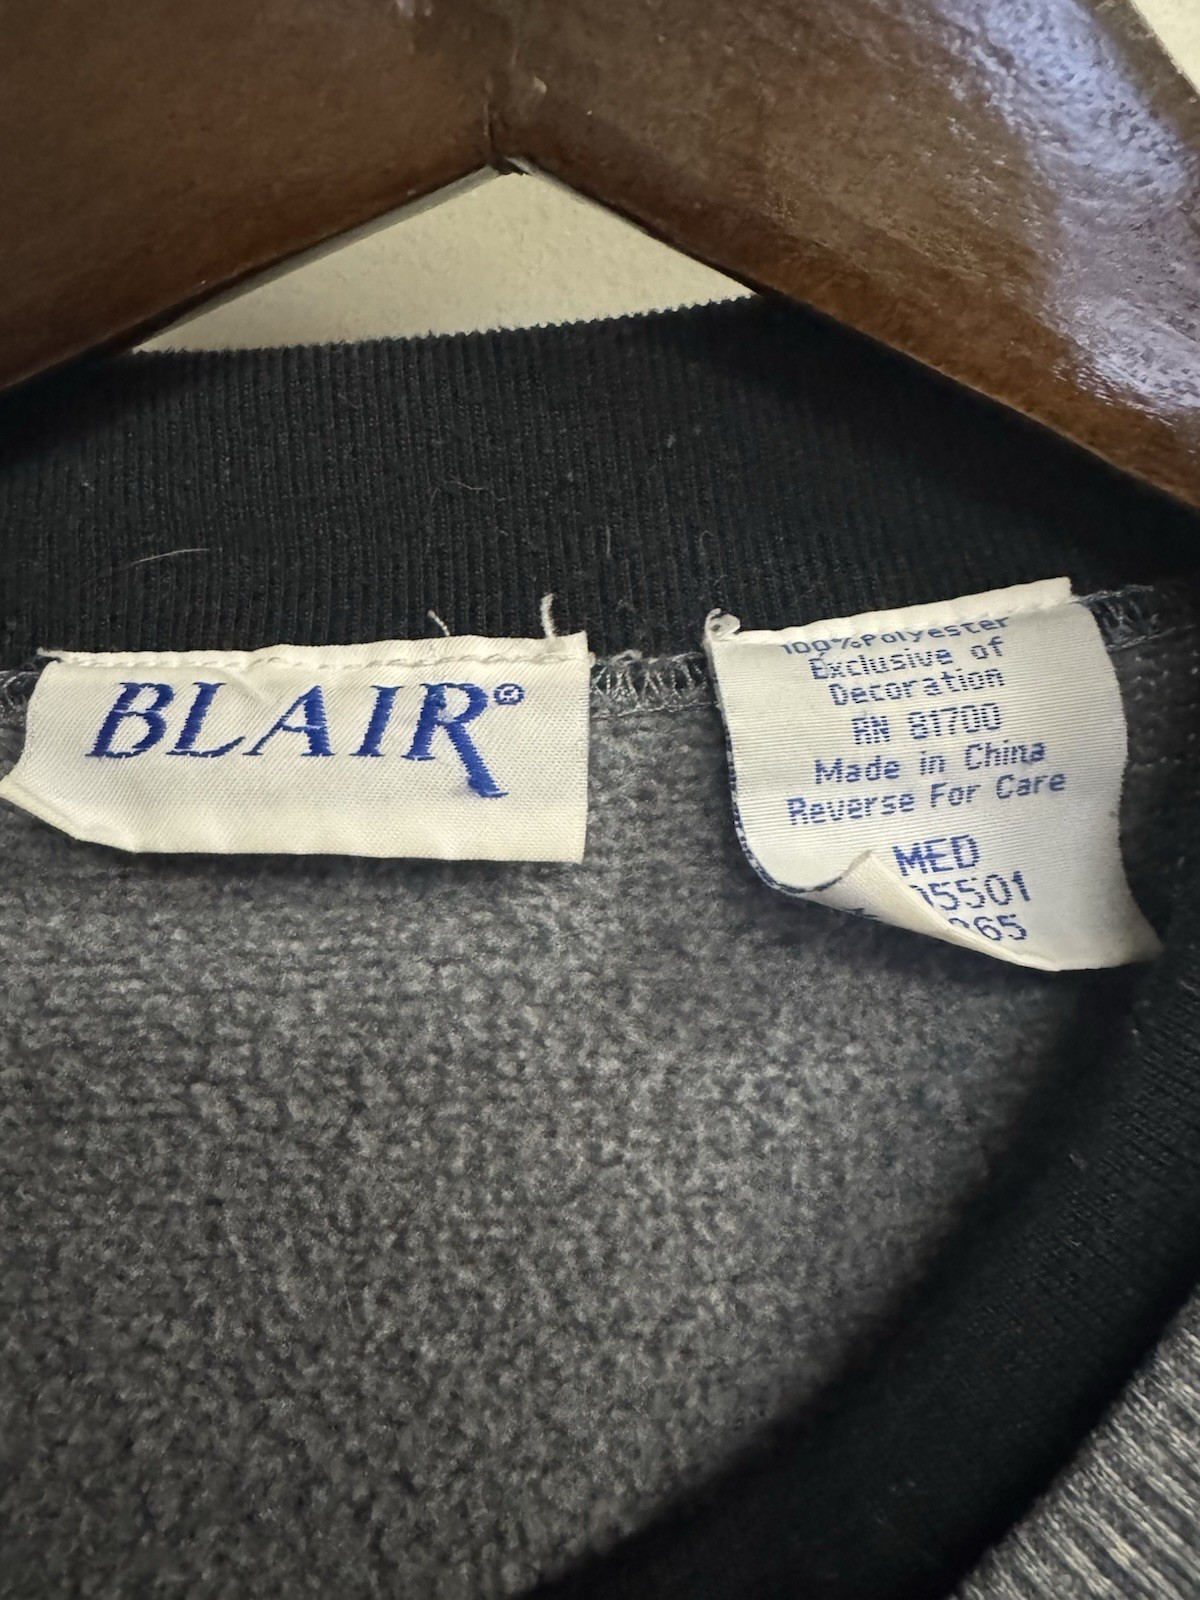 BLAIR®
100% Polyester
Exclusive of
Decoration
RN 81700
Made in China
Reverse For Care
MED